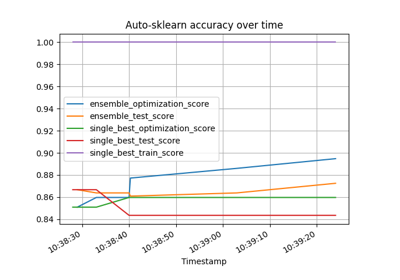 Auto-sklearn accuracy over time
1.00
0.98
0.96
0.94
0.92
0.90
0.88
0.86
0.84
ensemble_optimization_score
ensemble_test_score
single_best_optimization_score
single_best_test_score
single_best_train_score
10:38:30
10:38:40
10:38:50
10:39:00
10:39:10
10:39:20
Timestamp